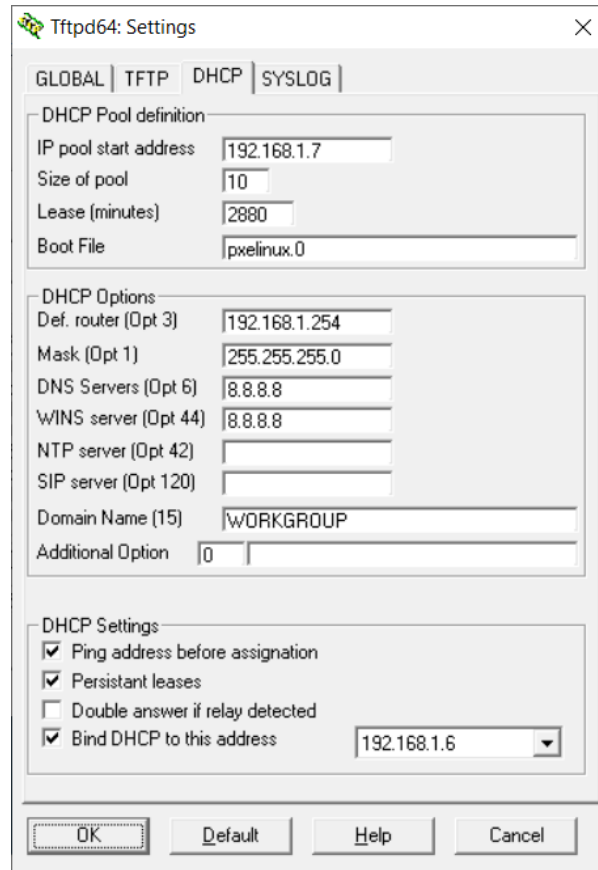 Tftpd64: Settings
GLOBAL TFTP DHCP SYSLOG
DHCP Pool definition
IP pool start address 192.168.1.7
Size of pool 10
Lease (minutes) 2880
Boot File pxelinux.0
DHCP Options
Def. router (Opt 3) 192.168.1.254
Mask (Opt 1) 255.255.255.0
DNS Servers (Opt 6) 8.8.8.8
WINS server (Opt 44) 8.8.8.8
NTP server (Opt 42)
SIP server (Opt 120)
Domain Name (15) WORKGROUP
Additional Option 0
DHCP Settings
Ping address before assignation
Persistant leases
Double answer if relay detected
Bind DHCP to this address 192.168.1.6
OK Default Help Cancel